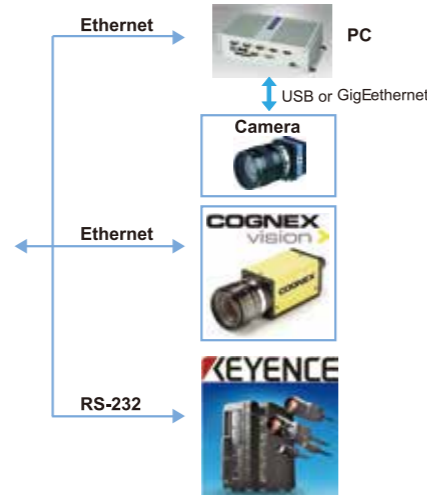 Ethernet
PC
USB or GigEethernet
Camera
Ethernet
COGNEX
vision
COGNEX
RS-232
KEYENCE